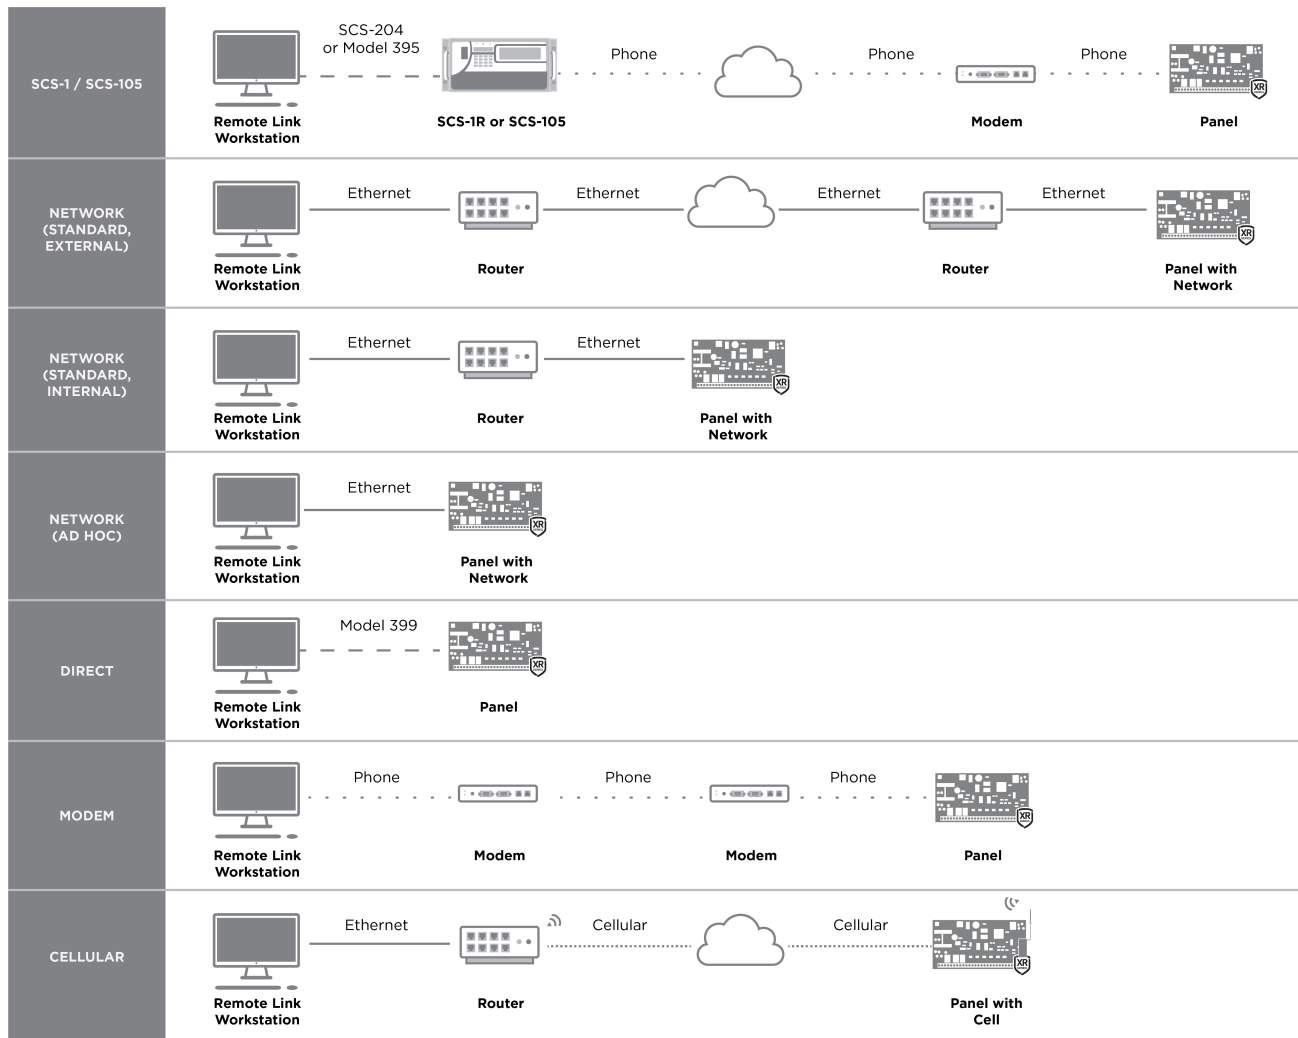 SCS-204
or Model 395
Phone
Phone
Phone
SCS-1 / SCS-105
XR
Remote Link
Workstation
SCS-1R or SCS-105
Modem
Panel
Ethernet
Ethernet
Ethernet
Ethernet
NETWORK
(STANDARD,
EXTERNAL)
XR
Remote Link
Workstation
Router
Router
Panel with
Network
Ethernet
Ethernet
NETWORK
(STANDARD,
INTERNAL)
XR
Remote Link
Workstation
Router
Panel with
Network
Ethernet
NETWORK
(AD HOC)
XR
Remote Link
Workstation
Panel with
Network
Model 399
DIRECT
XR
Remote Link
Workstation
Panel
Phone
Phone
Phone
MODEM
XR
Remote Link
Workstation
Modem
Modem
Panel
Ethernet
Cellular
Cellular
CELLULAR
XR
Remote Link
Workstation
Router
Panel with
Cell